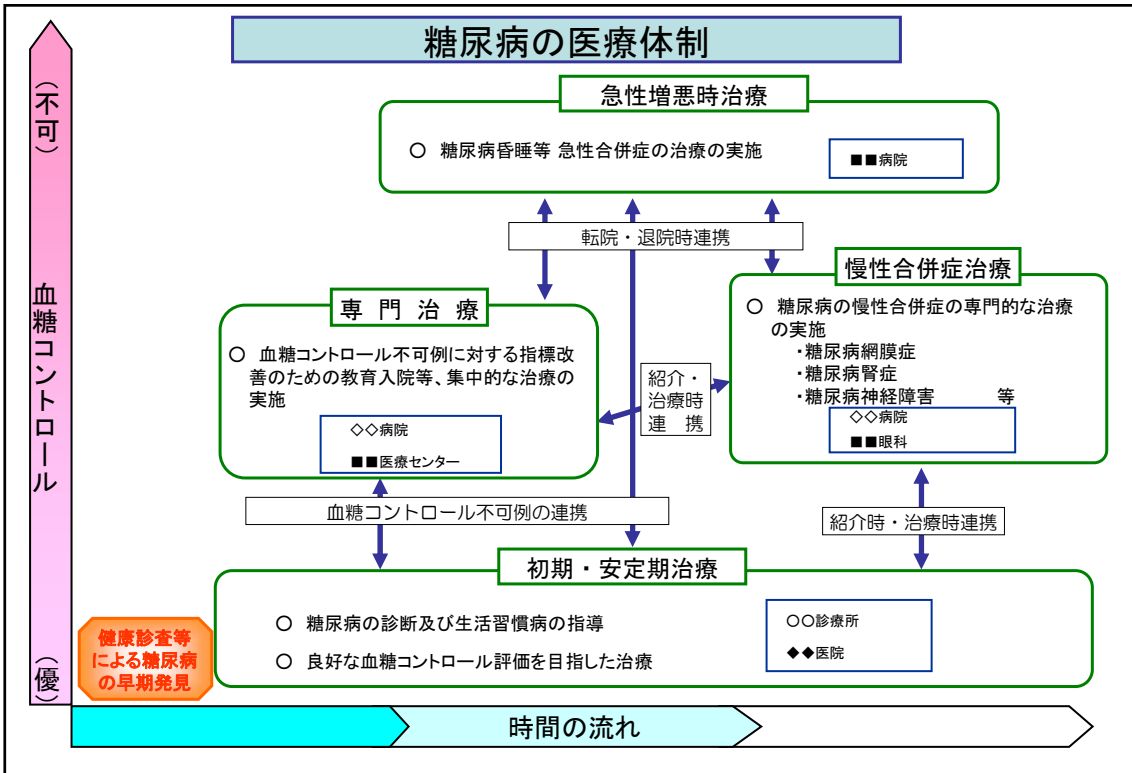 糖尿病の医療体制
(不可)
血糖コントロール
(優)
急性増悪時治療
○ 糖尿病昏睡等 急性合併症の治療の実施
■■病院
転院・退院時連携
専門治療
○ 血糖コントロール不可例に対する指標改
善のための教育入院等、集中的な治療の
実施
◇◇病院
■■医療センター
紹介・
治療時
連 携
慢性合併症治療
○ 糖尿病の慢性合併症の専門的な治療
の実施
・糖尿病網膜症
・糖尿病腎症
・糖尿病神経障害 等
◇◇病院
■■眼科
血糖コントロール不可例の連携
紹介時・治療時連携
初期・安定期治療
○ 糖尿病の診断及び生活習慣病の指導
○ 良好な血糖コントロール評価を目指した治療
○○診療所
◆◆医院
健康診査等
による糖尿病
の早期発見
時間の流れ